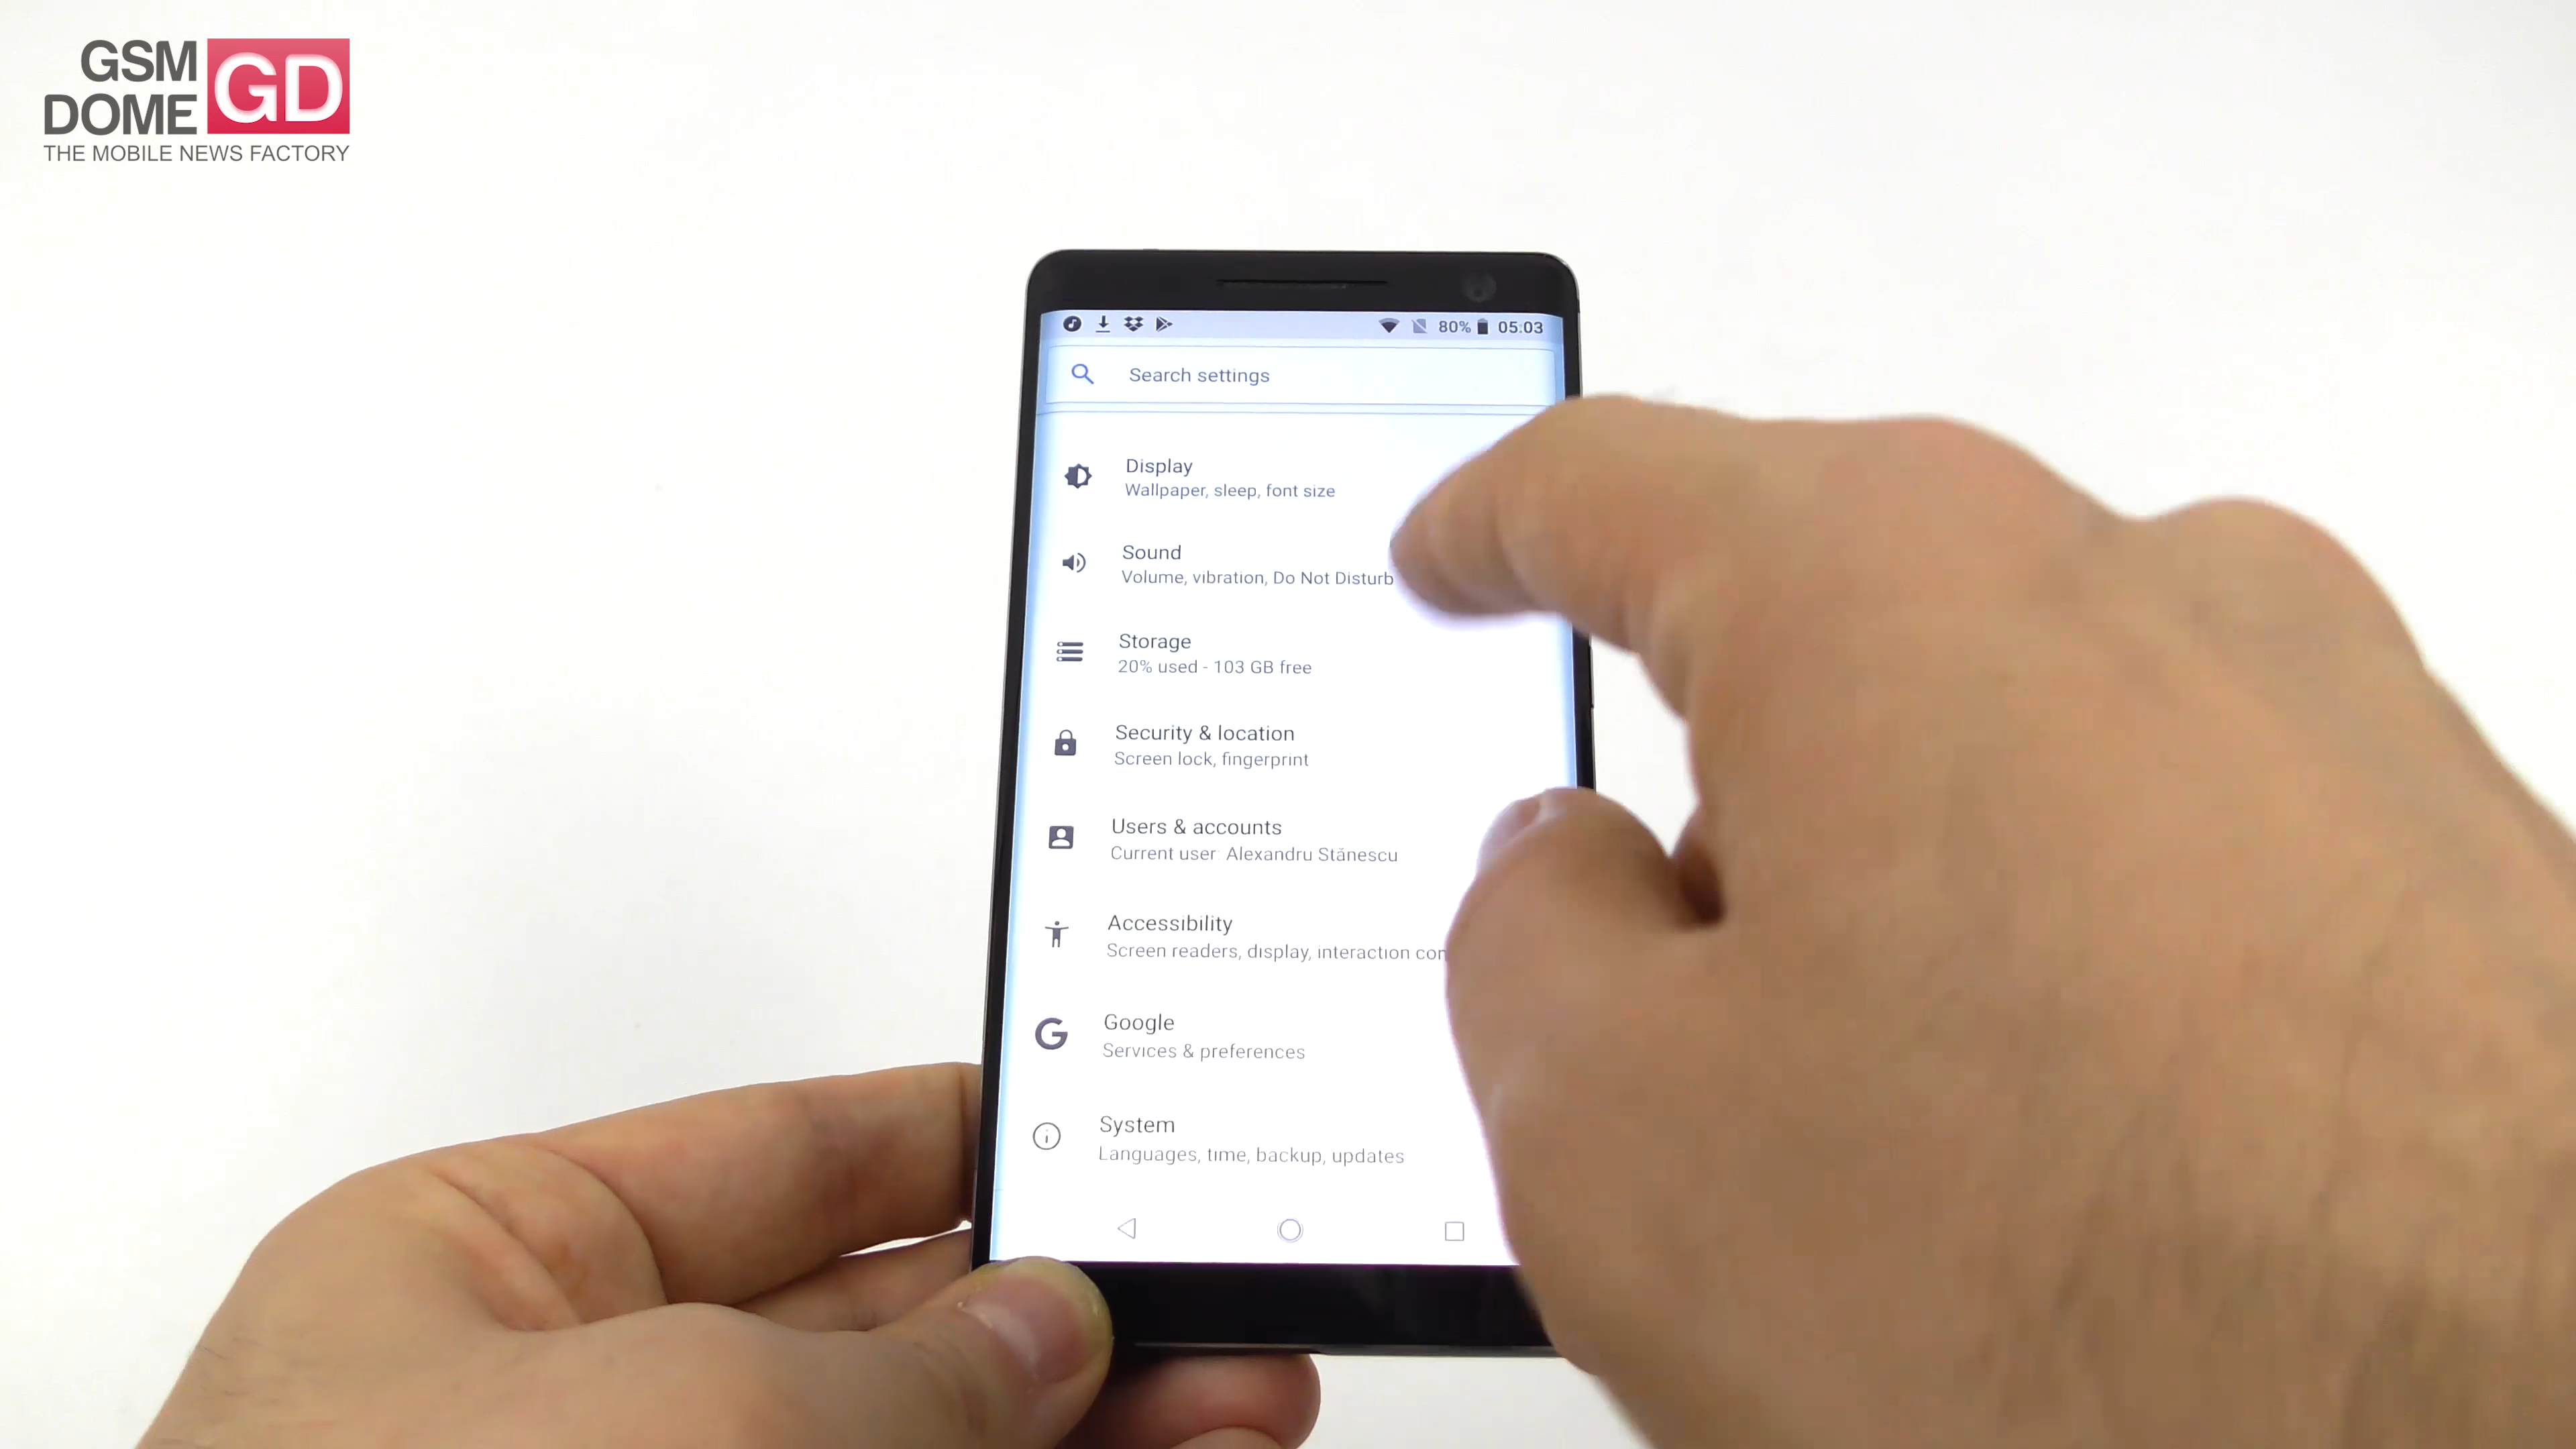 GSM
DOME
GD
THE MOBILE NEWS FACTORY
80% 05:03
Search settings
Display
Wallpaper, sleep, font size
Sound
Volume, vibration, Do Not Disturb
Storage
20% used - 103 GB free
Security & location
Screen lock, fingerprint
Users & accounts
Current user: Alexandru Stănescu
Accessibility
Screen readers, display, interaction
G
Google
Services & preferences
System
Languages, time, backup, updates